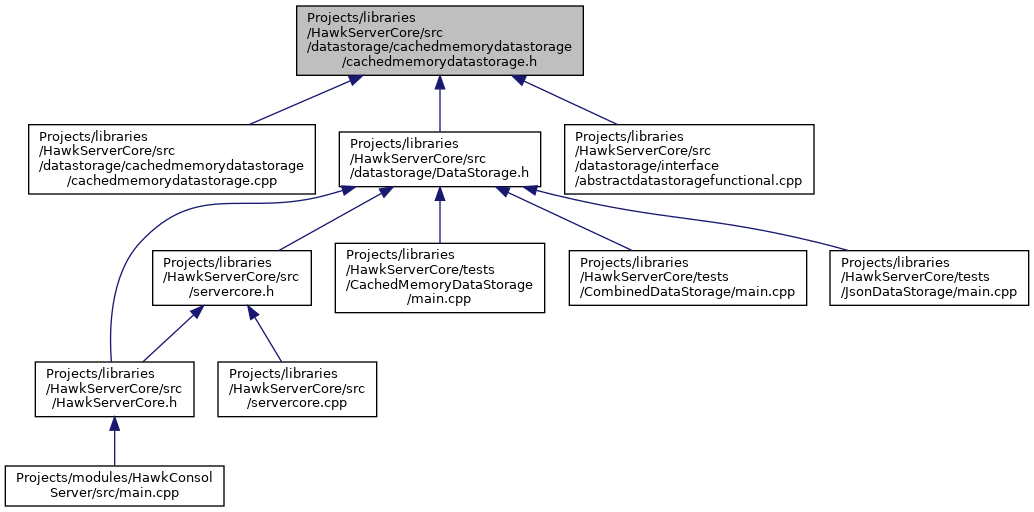 Projects/libraries
/HawkServerCore/src
/datastorage/cachedmemorydatastorage
/cachedmemorydatastorage.h
Projects/libraries
/HawkServerCore/src
/datastorage/cachedmemorydatastorage
/cachedmemorydatastorage.cpp
Projects/libraries
/HawkServerCore/src
/datastorage/DataStorage.h
Projects/libraries
/HawkServerCore/src
/datastorage/interface
/abstractdatastoragefunctional.cpp
Projects/libraries
/HawkServerCore/src
/servercore.h
Projects/libraries
/HawkServerCore/tests
/CachedMemoryDataStorage
/main.cpp
Projects/libraries
/HawkServerCore/tests
/CombinedDataStorage/main.cpp
Projects/libraries
/HawkServerCore/tests
/JsonDataStorage/main.cpp
Projects/libraries
/HawkServerCore/src
/HawkServerCore.h
Projects/libraries
/HawkServerCore/src
/servercore.cpp
Projects/modules/HawkConsol
Server/src/main.cpp